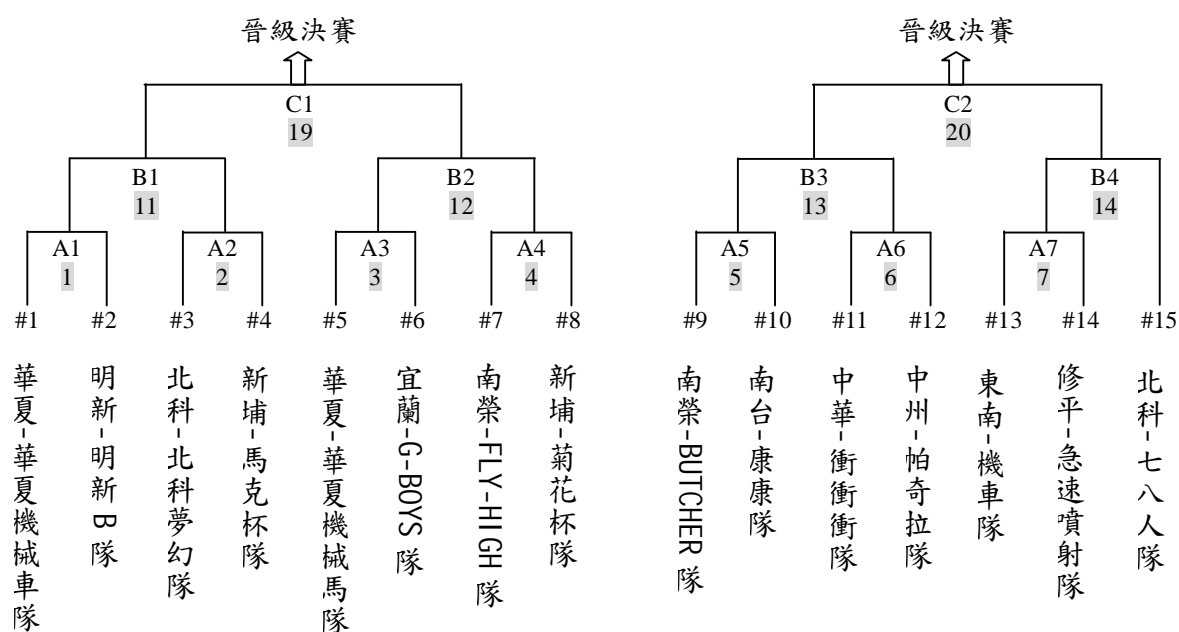 晉級決賽
晉級決賽
C1
19
C2
20
B1
11
B2
12
B3
13
B4
14
A1
1
A2
2
A3
3
A4
4
A5
5
A6
6
A7
7
#1
#2
#3
#4
#5
#6
#7
#8
#9
#10
#11
#12
#13
#14
#15
華夏-華夏機械車隊
明新-明新B隊
北科-北科夢幻隊
新埔-馬克杯隊
華夏-華夏機械馬隊
宜蘭-G-BOYS隊
南榮-FLY-HIGH隊
新埔-菊花杯隊
南榮-BUTCHER隊
南台-康康隊
中華-衝衝衝隊
中州-帕奇拉隊
東南-機車隊
修平-急速噴射隊
北科-七八人隊